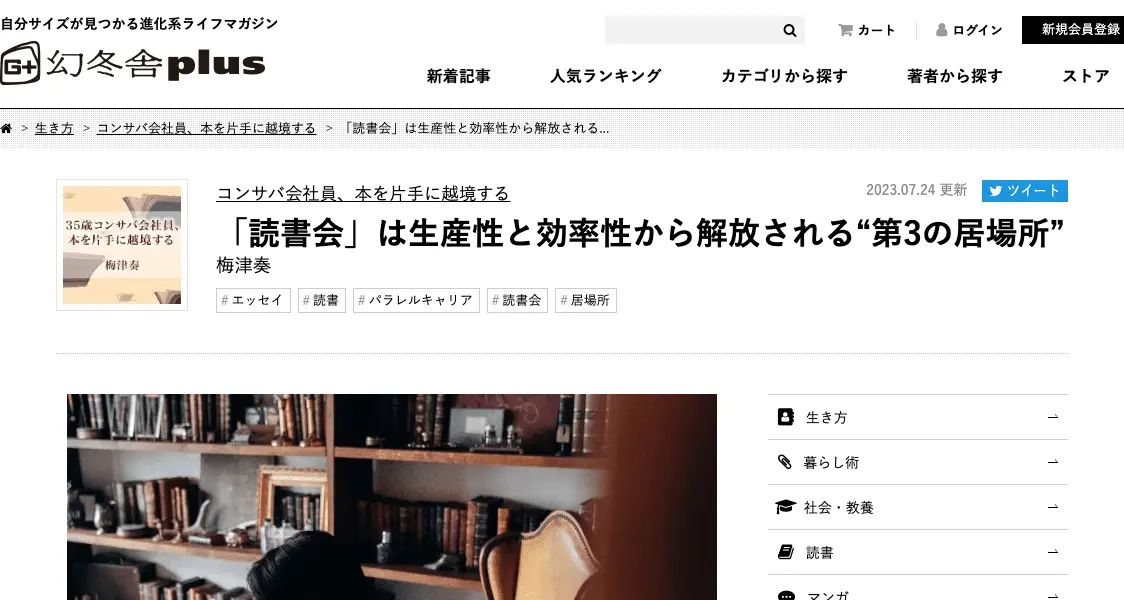 自分サイズが見つかる進化系ライフマガジン
G+ 幻冬舎plus
カート
ログイン
新規会員登録
新着記事
人気ランキング
カテゴリから探す
著者から探す
ストア
> 生き方 > コンサバ会社員、本を片手に越境する > 「読書会」は生産性と効率性から解放される...
35歳コンサバ会社員、
本を片手に越境する
梅津奏
コンサバ会社員、本を片手に越境する
2023.07.24 更新
ツイート
「読書会」は生産性と効率性から解放される“第3の居場所”
梅津奏
# エッセイ # 読書 # パラレルキャリア # 読書会 # 居場所
生き方
暮らし術
社会・教養
読書
マンガ